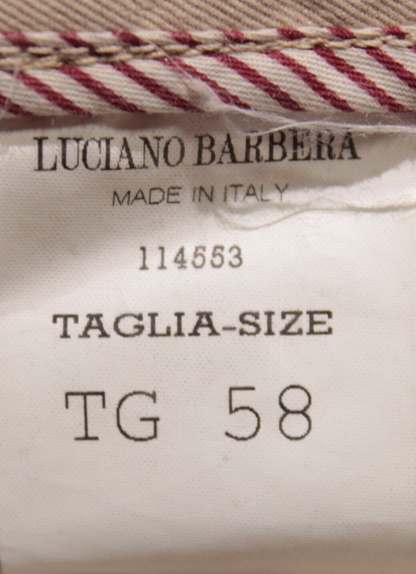 LUCIANO BARBERA
MADE IN ITALY
114553
TAGLIA-SIZE
TG 58